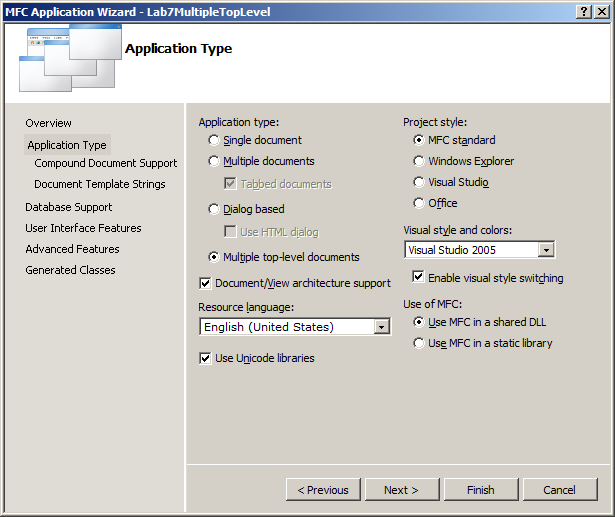 MFC Application Wizard - Lab7MultipleTopLevel
Application Type
Overview
Application Type
Compound Document Support
Document Template Strings
Database Support
User Interface Features
Advanced Features
Generated Classes
Application type:
Single document
Multiple documents
Tabbed documents
Dialog based
Use HTML dialog
Multiple top-level documents
Document/View architecture support
Resource language:
English (United States)
Use Unicode libraries
Project style:
MFC standard
Windows Explorer
Visual Studio
Office
Visual style and colors:
Visual Studio 2005
Enable visual style switching
Use of MFC:
Use MFC in a shared DLL
Use MFC in a static library
< Previous
Next >
Finish
Cancel